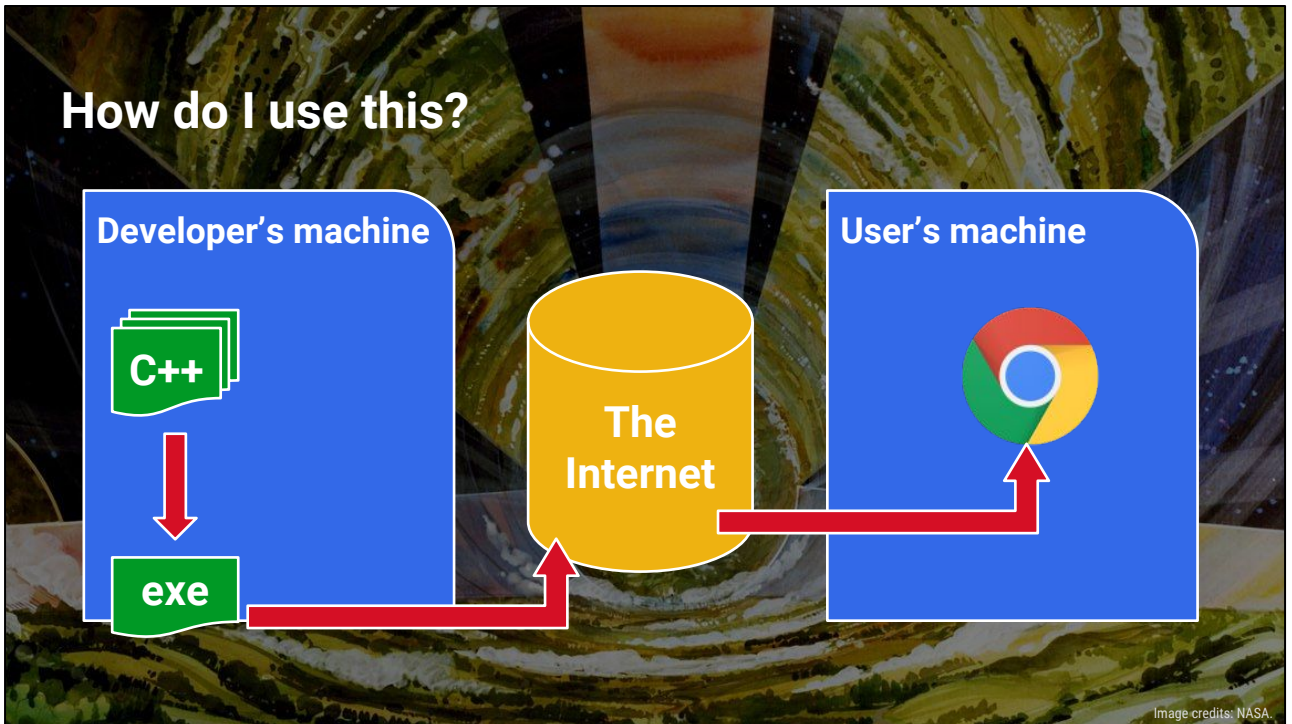 How do I use this?
Developer’s machine
C++
exe
The
Internet
User’s machine
Image credits: NASA.